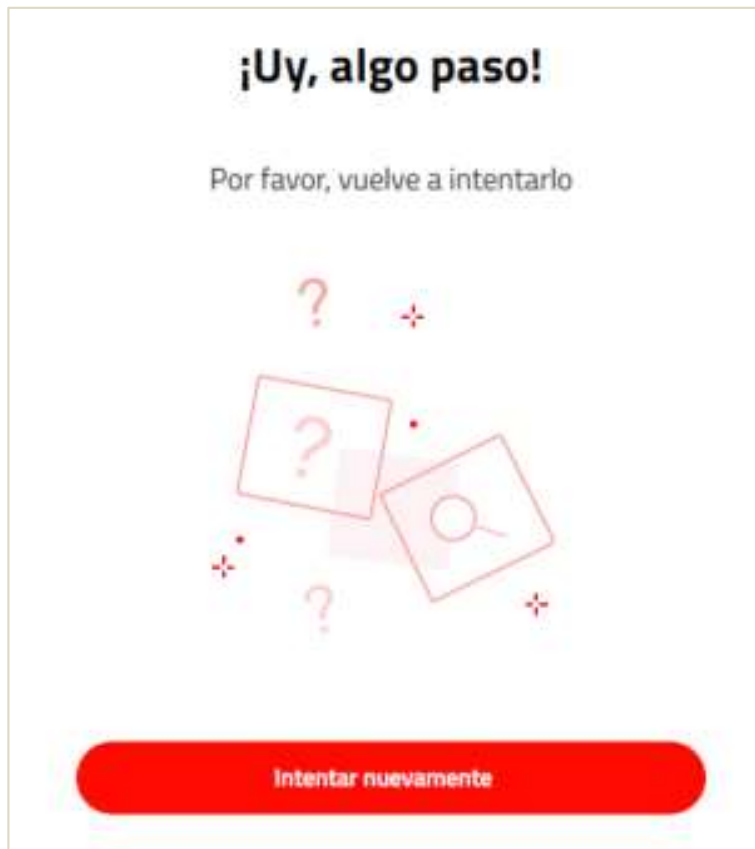 ¡Uy, algo paso!
Por favor, vuelve a intentarlo
?
?
?
Intentar nuevamente